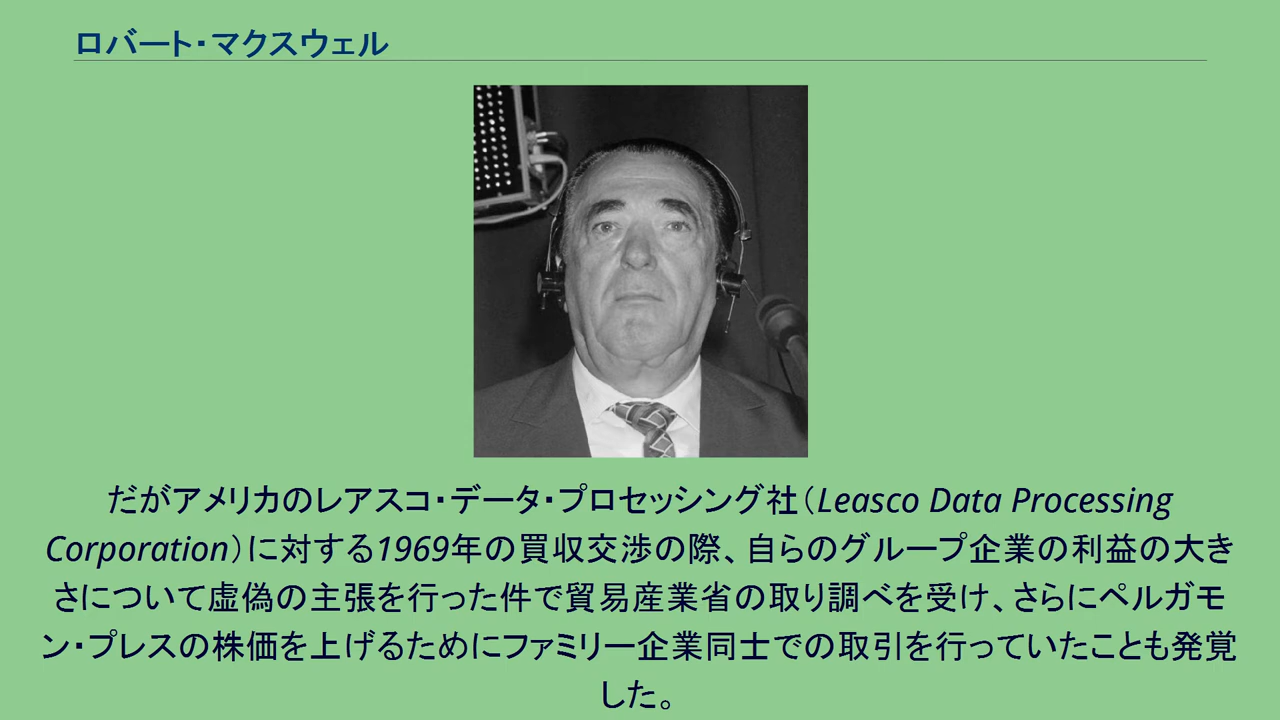 ロバート・マクスウェル
だがアメリカのレアスコ・データ・プロセッシング社（Leasco Data Processing
Corporation）に対する1969年の買収交渉の際、自らのグループ企業の利益の大き
さについて虚偽の主張を行った件で貿易産業省の取り調べを受け、さらにペルガモ
ン・プレスの株価を上げるためにファミリー企業同士での取引を行っていたことも発覚
した。